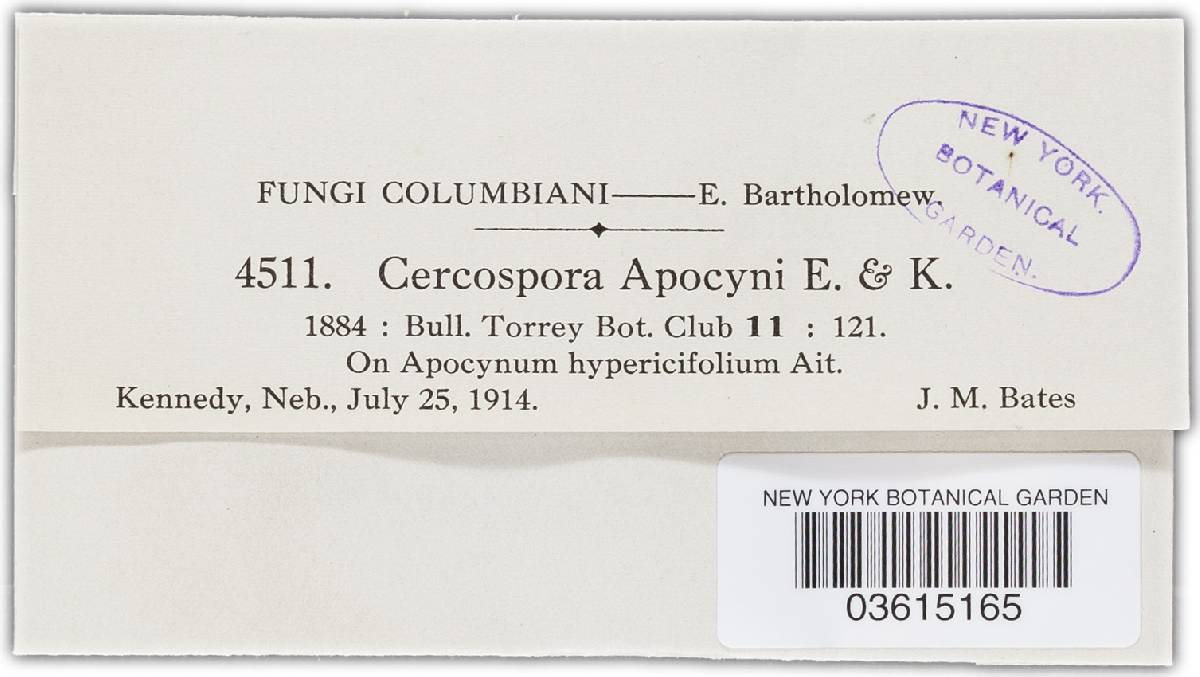 FUNGI COLUMBIANI——E. Bartholomew.
4511. Cercospora Apocyni E. & K.
1884 : Bull. Torrey Bot. Club 11 : 121.
On Apocynum hypericifolium Ait.
Kennedy, Neb., July 25, 1914. J. M. Bates
NEW YORK.
BOTANICAL
GARDEN.
NEW YORK BOTANICAL GARDEN
03615165